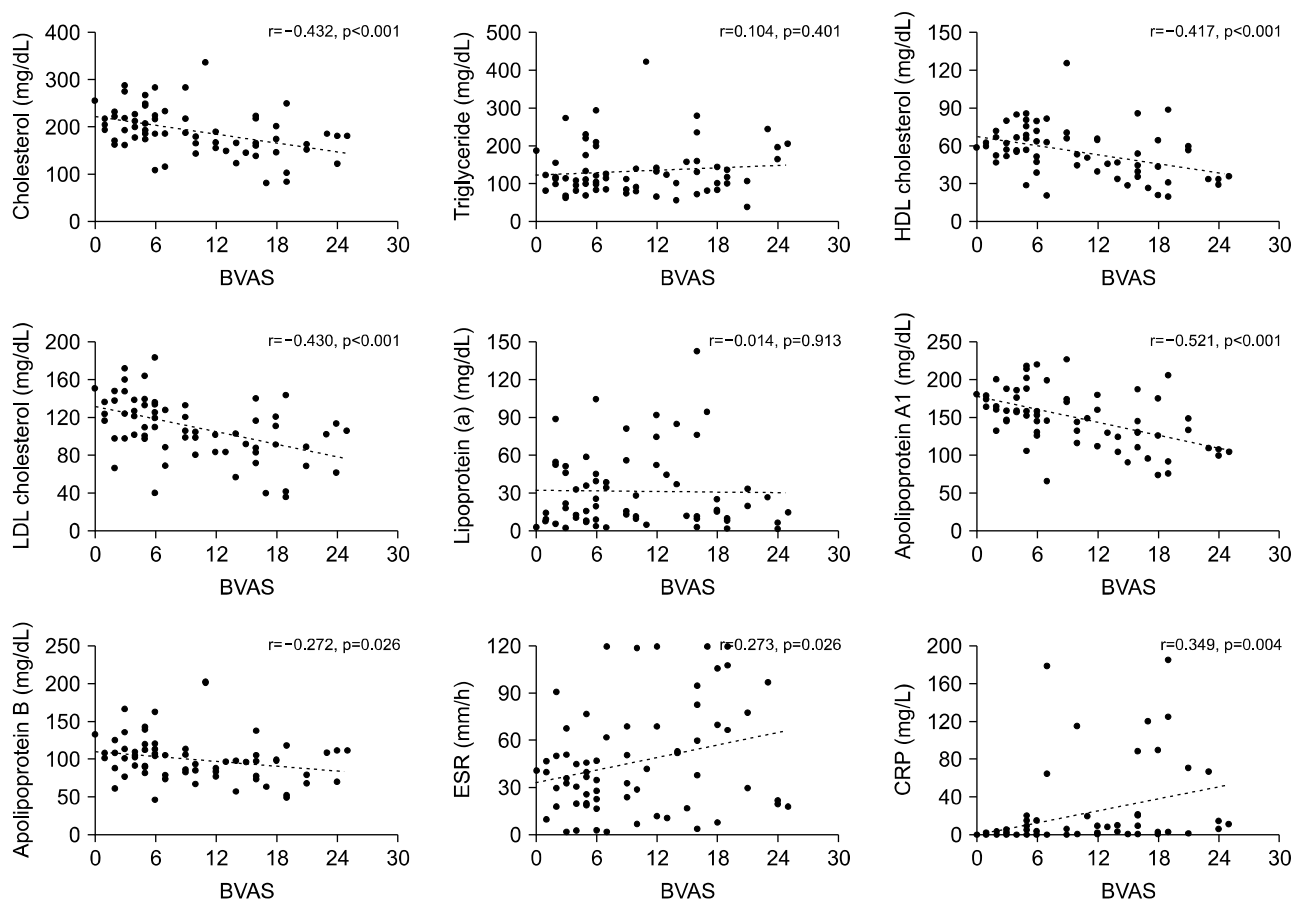 r=−0.432, p<0.001
Cholesterol (mg/dL)
400
300
200
100
0
0 6 12 18 24 30
BVAS
r=0.104, p=0.401
Triglyceride (mg/dL)
500
400
300
200
100
0
0 6 12 18 24 30
BVAS
r=−0.417, p<0.001
HDL cholesterol (mg/dL)
150
120
90
60
30
0
0 6 12 18 24 30
BVAS
r=−0.430, p<0.001
LDL cholesterol (mg/dL)
200
160
120
80
40
0
0 6 12 18 24 30
BVAS
r=−0.014, p=0.913
Lipoprotein (a) (mg/dL)
150
120
90
60
30
0
0 6 12 18 24 30
BVAS
r=−0.521, p<0.001
Apolipoprotein A1 (mg/dL)
250
200
150
100
50
0
0 6 12 18 24 30
BVAS
r=−0.272, p=0.026
Apolipoprotein B (mg/dL)
250
200
150
100
50
0
0 6 12 18 24 30
BVAS
r=0.273, p=0.026
ESR (mm/h)
120
90
60
30
0
0 6 12 18 24 30
BVAS
r=0.349, p=0.004
CRP (mg/L)
200
160
120
80
40
0
0 6 12 18 24 30
BVAS